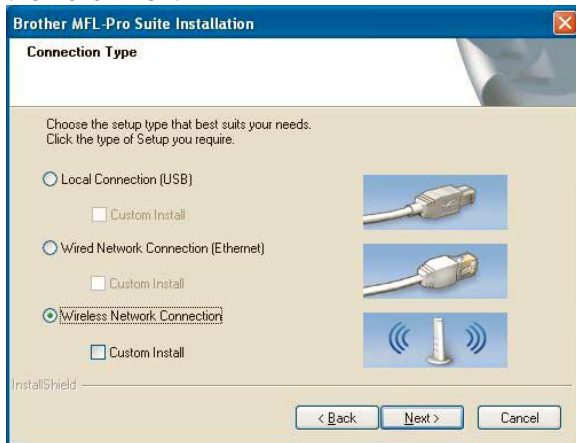 Brother MFL-Pro Suite Installation
Connection Type
Choose the setup type that best suits your needs.
Click the type of Setup you require.
Local Connection (USB)
Custom Install
Wired Network Connection (Ethernet)
Custom Install
Wireless Network Connection
Custom Install
InstallShield
< Back
Next >
Cancel